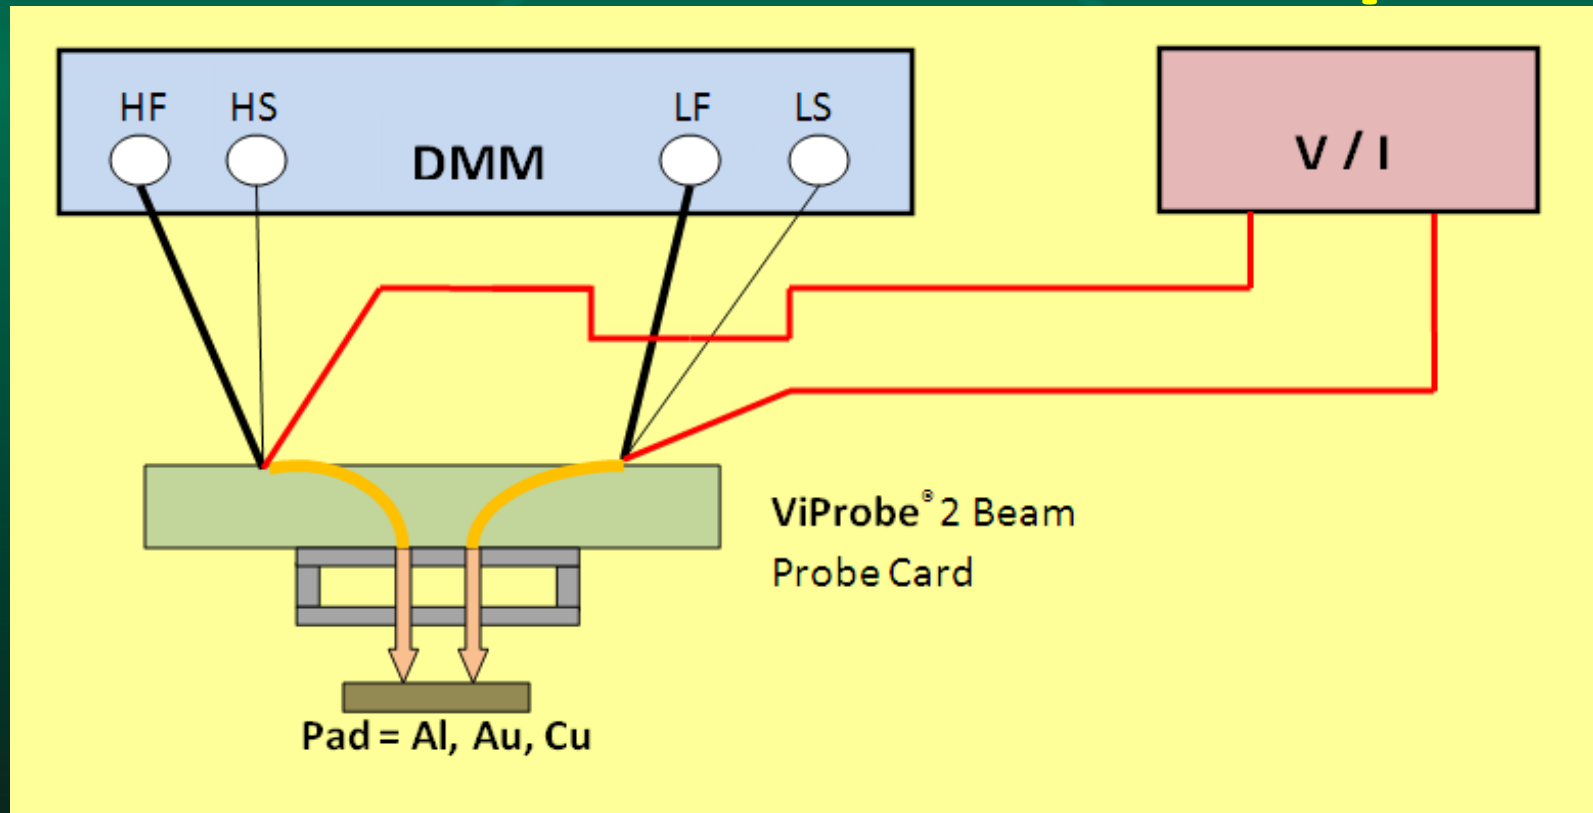 HF HS LF LS
DMM
V / I
ViProbe® 2 Beam
Probe Card
Pad = Al, Au, Cu